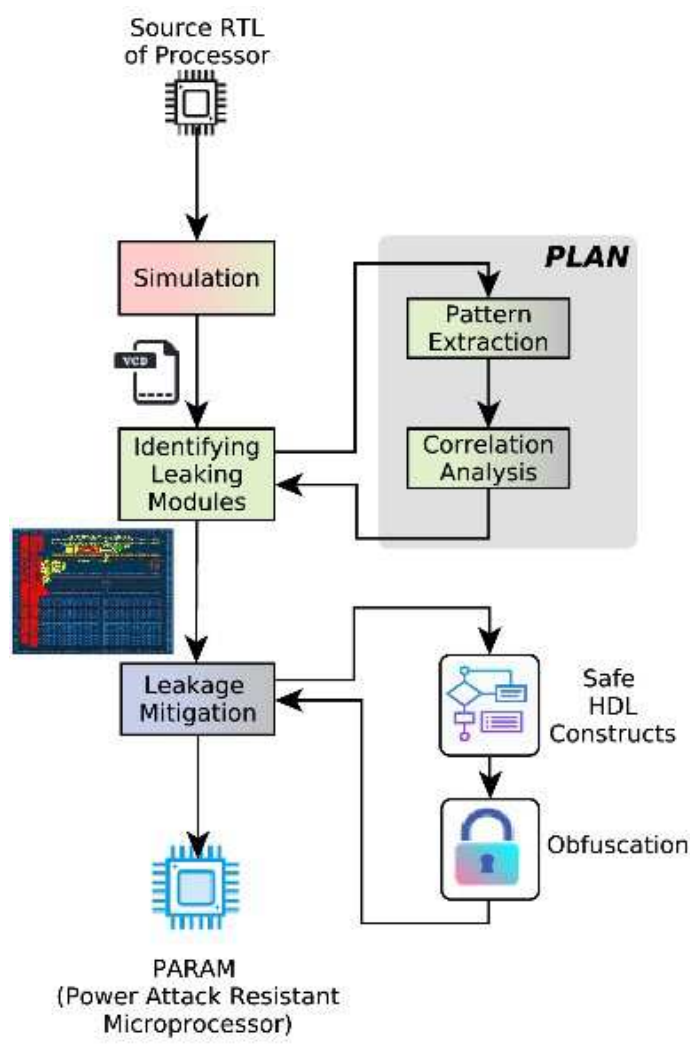 Source RTL
of Processor
Simulation
PLAN
Pattern
Extraction
VCD
Identifying
Leaking
Modules
Correlation
Analysis
Leakage
Mitigation
Safe
HDL
Constructs
Obfuscation
PARAM
(Power Attack Resistant
Microprocessor)